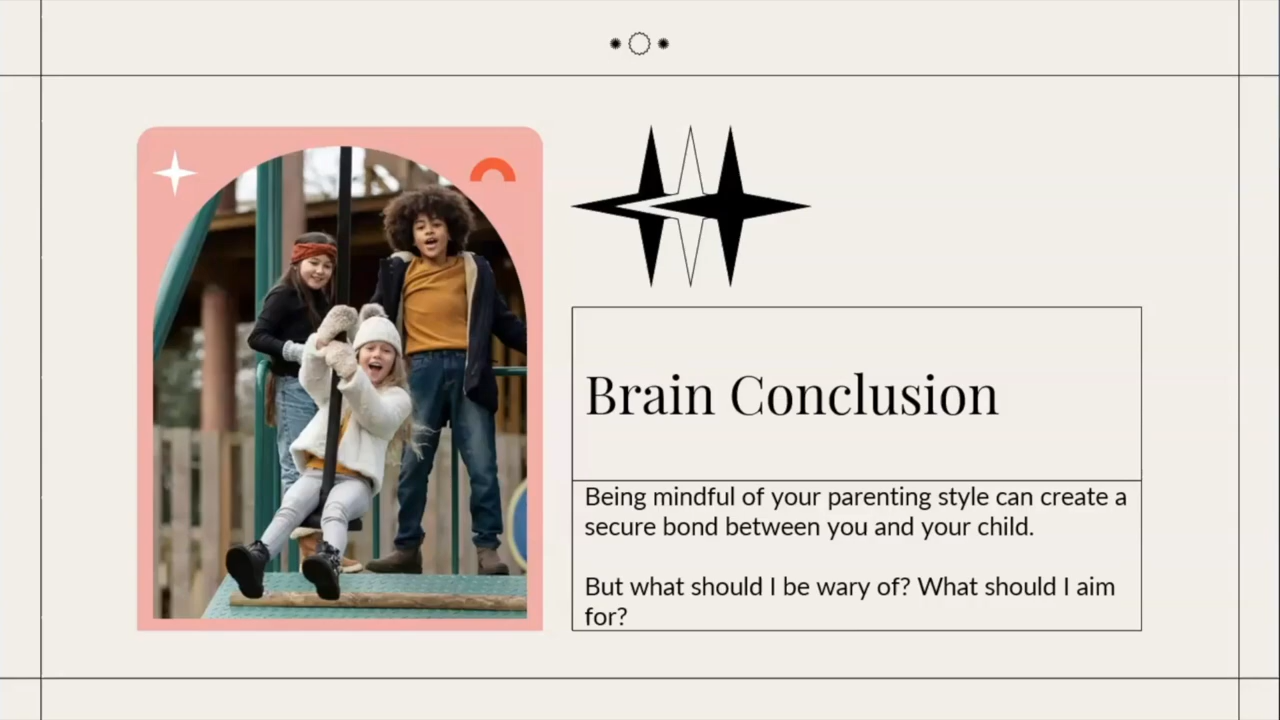 Brain Conclusion
Being mindful of your parenting style can create a
secure bond between you and your child.
But what should I be wary of? What should I aim
for?